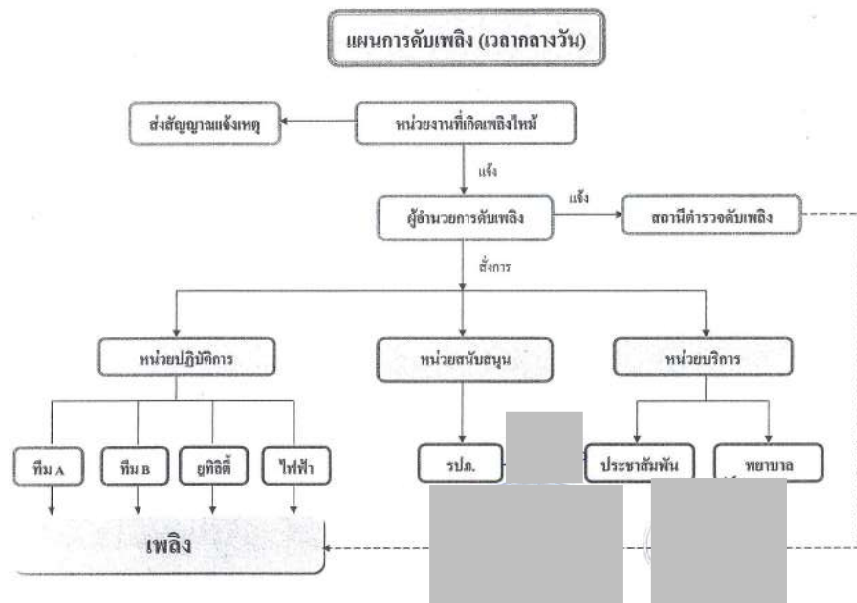 แผนการดับเพลิง (เวลากลางวัน)
ส่งสัญญาณแจ้งเหตุ
หน่วยงานที่เกิดเพลิงไหม้
แจ้ง
ผู้อำนวยการดับเพลิง
แจ้ง
สถานีตำรวจดับเพลิง
สั่งการ
หน่วยปฏิบัติการ
หน่วยสนับสนุน
หน่วยบริการ
ทีม A
ทีม B
ยูทิลิตี้
ไฟฟ้า
รปภ.
ประชาสัมพัน
พยาบาล
เพลิง